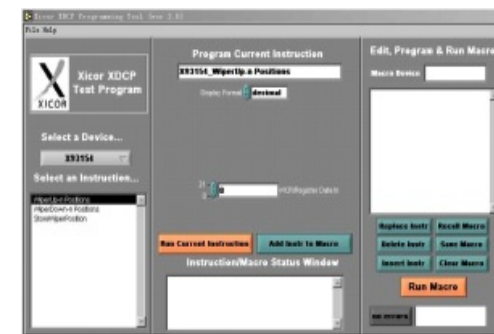 Xicor XDCP Programming Tool
File Help
XICOR
Xicor XDCP
Test Program
Select a Device...
X93154
Select an Instruction...
WiperUp-n Positions
WiperDown-n Positions
StoreWiperPosition
Program Current Instruction
X93154_WiperUp.n Positions
Display Format decimal
0
Run Current Instruction
Add Instr to Macro
Instruction/Macro Status Window
Edit, Program & Run Macro
Macro Device
Replace Instr
Recall Macro
Delete Instr
Save Macro
Insert Instr
Clear Macro
Run Macro
no errors